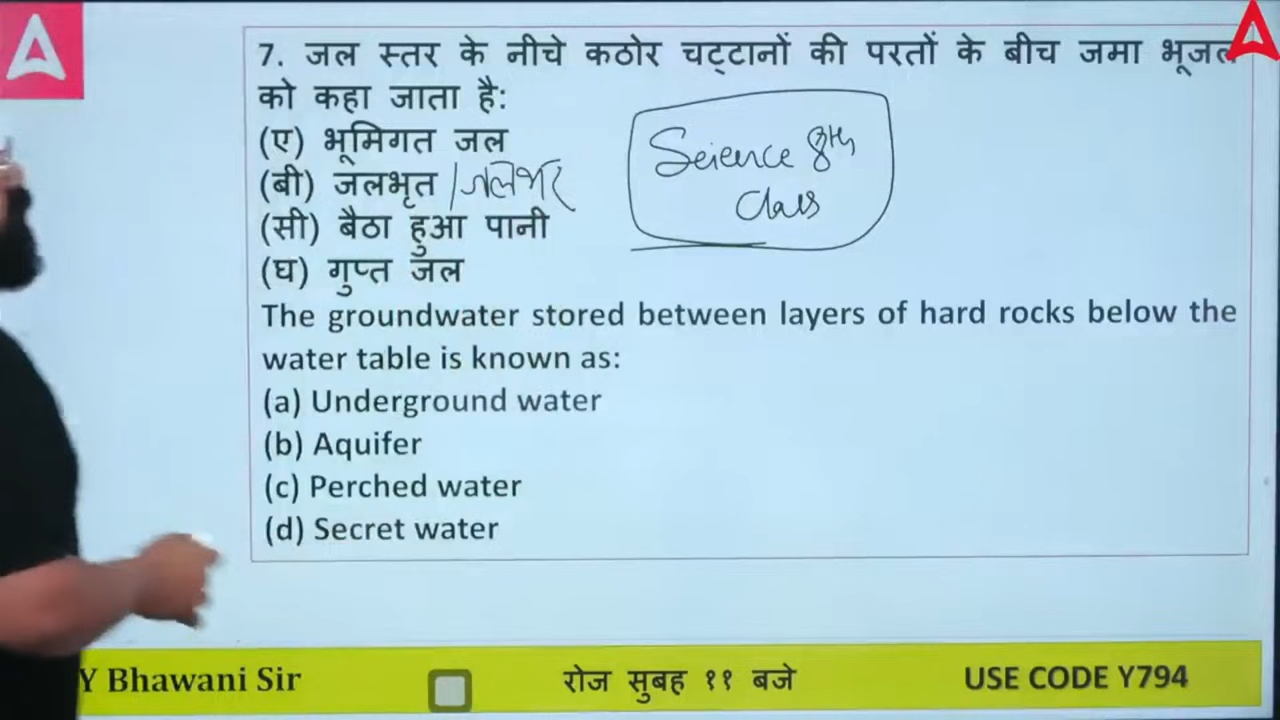 7. जल स्तर के नीचे कठोर चट्टानों की परतों के बीच जमा भूजल
को कहा जाता है:
(ए) भूमिगत जल
(बी) जलभृत /जलभर
(सी) बैठा हुआ पानी
(घ) गुप्त जल
Science 8th
Class
The groundwater stored between layers of hard rocks below the
water table is known as:
(a) Underground water
(b) Aquifer
(c) Perched water
(d) Secret water
Y Bhawani Sir
रोज सुबह ११ बजे
USE CODE Y794